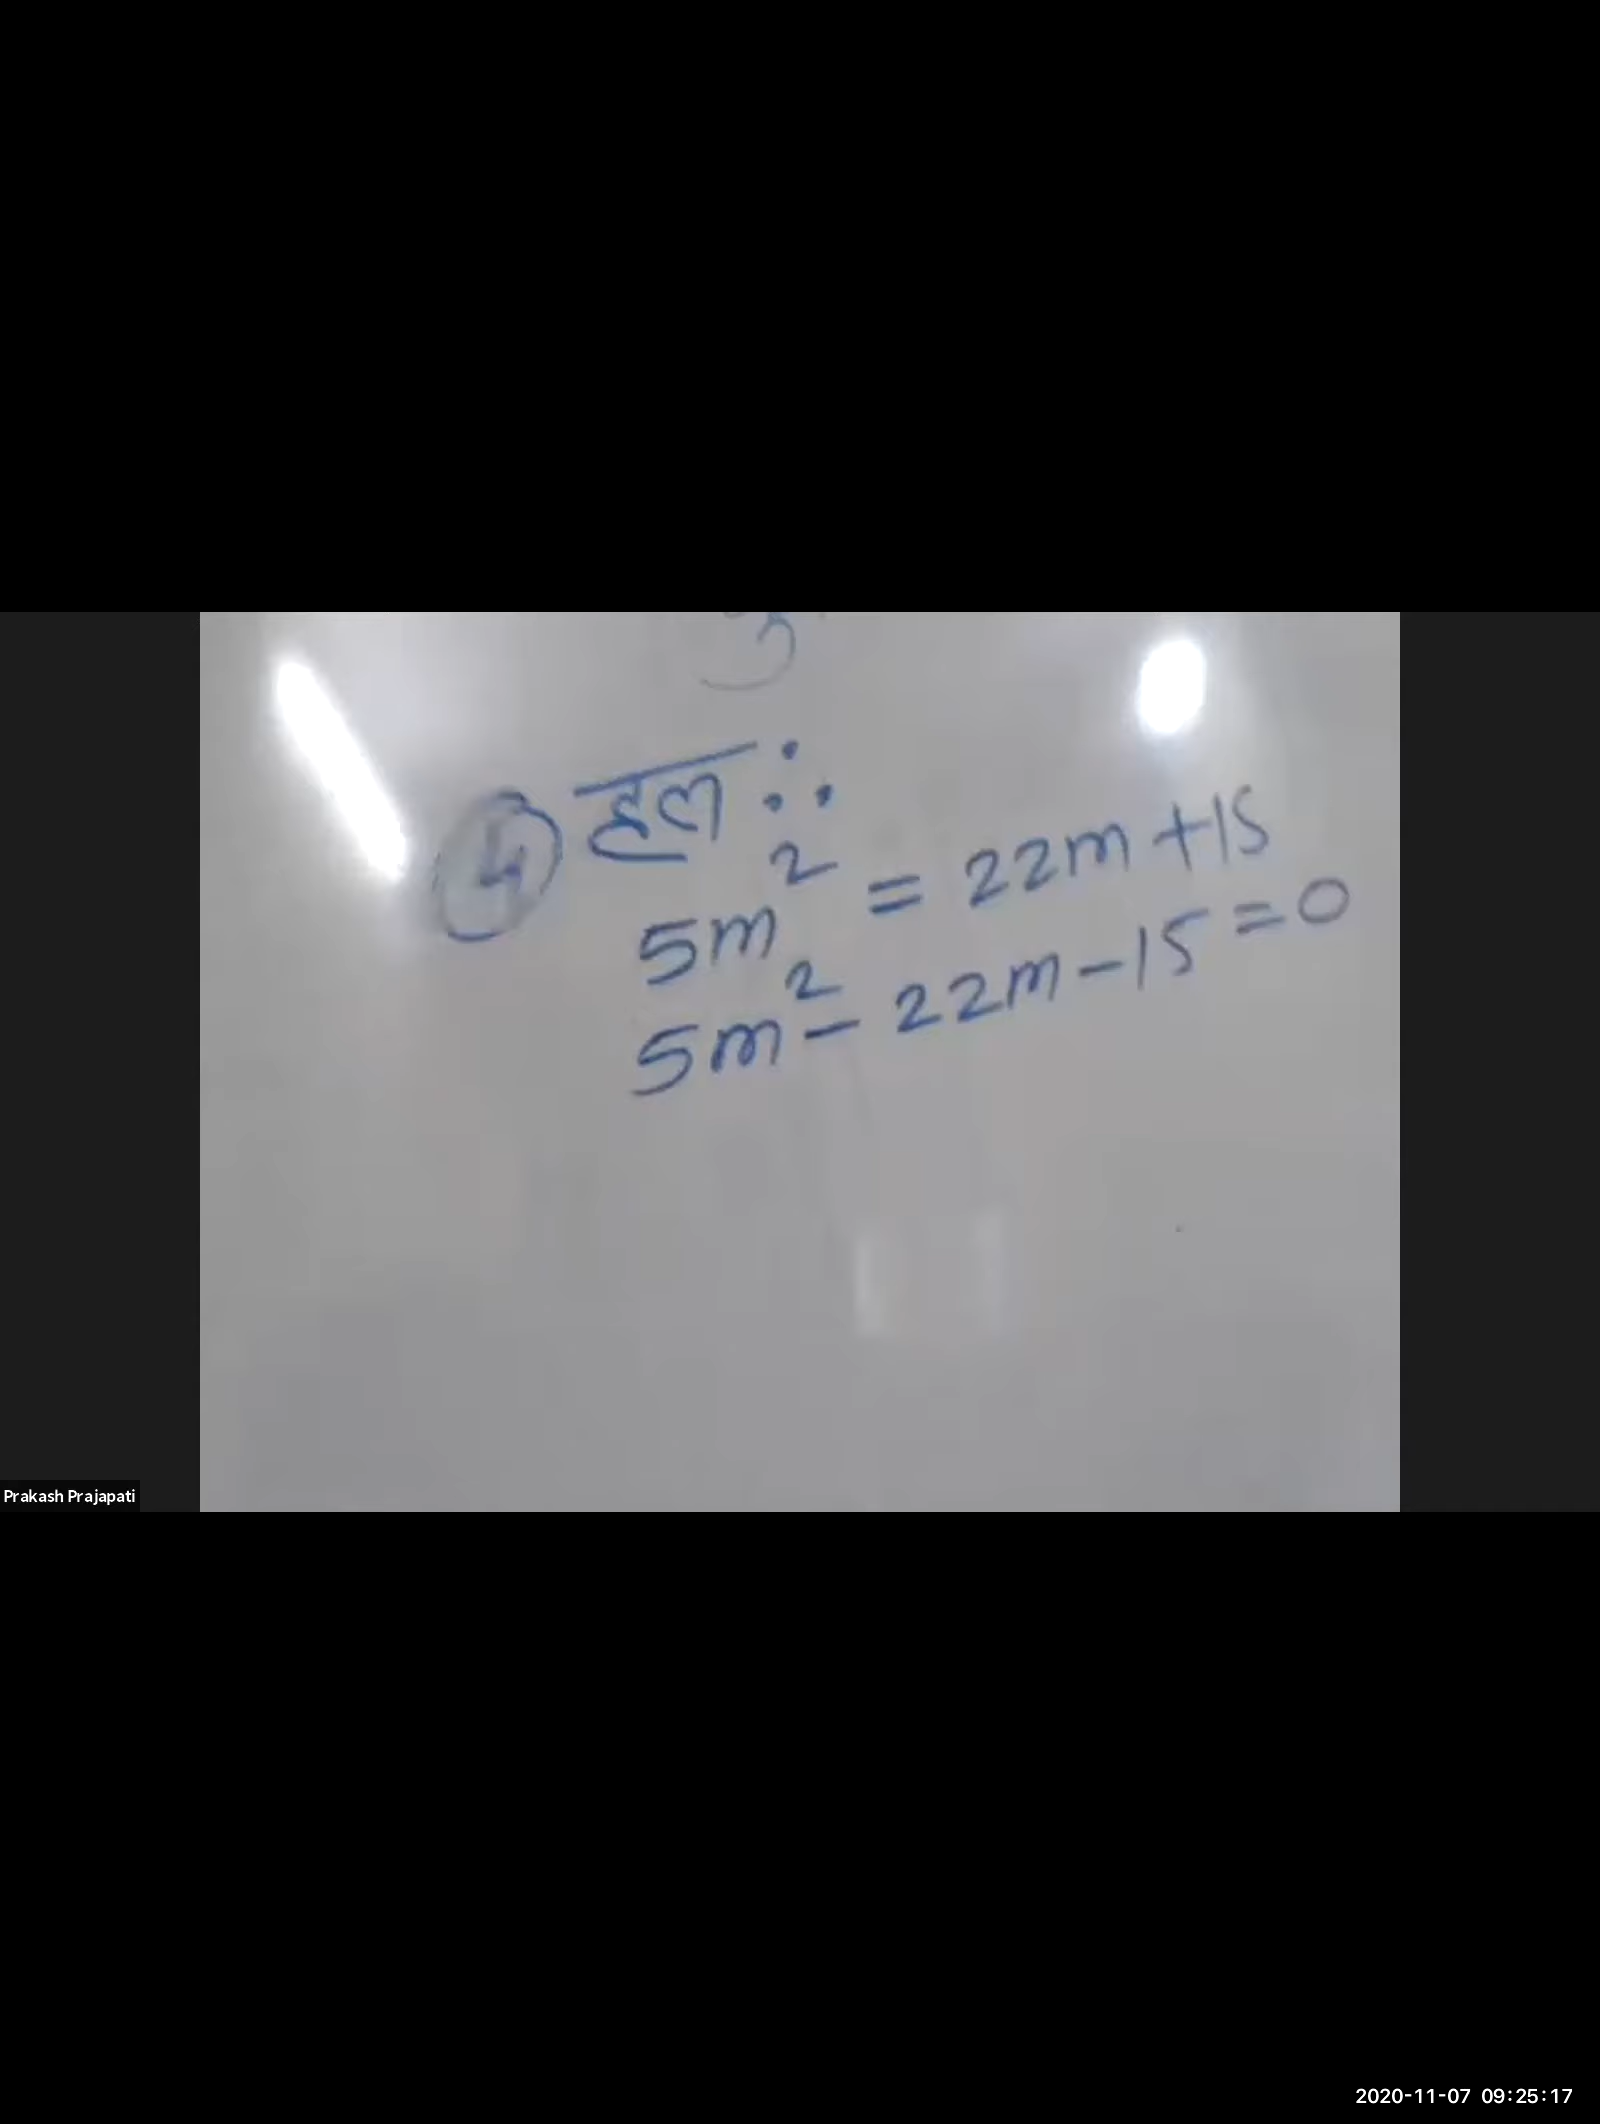 ④ हल ∴
5m² = 22m + 15
5m² - 22m - 15 = 0
Prakash Prajapati
2020-11-07 09:25:17